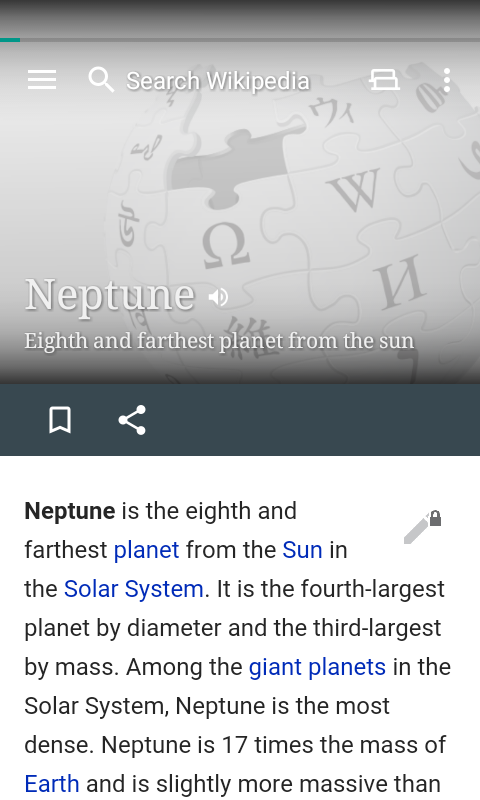 Search Wikipedia
ウィ
W
Ω
И
維
Neptune
Eighth and farthest planet from the sun
Neptune is the eighth and
farthest planet from the Sun in
the Solar System. It is the fourth-largest
planet by diameter and the third-largest
by mass. Among the giant planets in the
Solar System, Neptune is the most
dense. Neptune is 17 times the mass of
Earth and is slightly more massive than